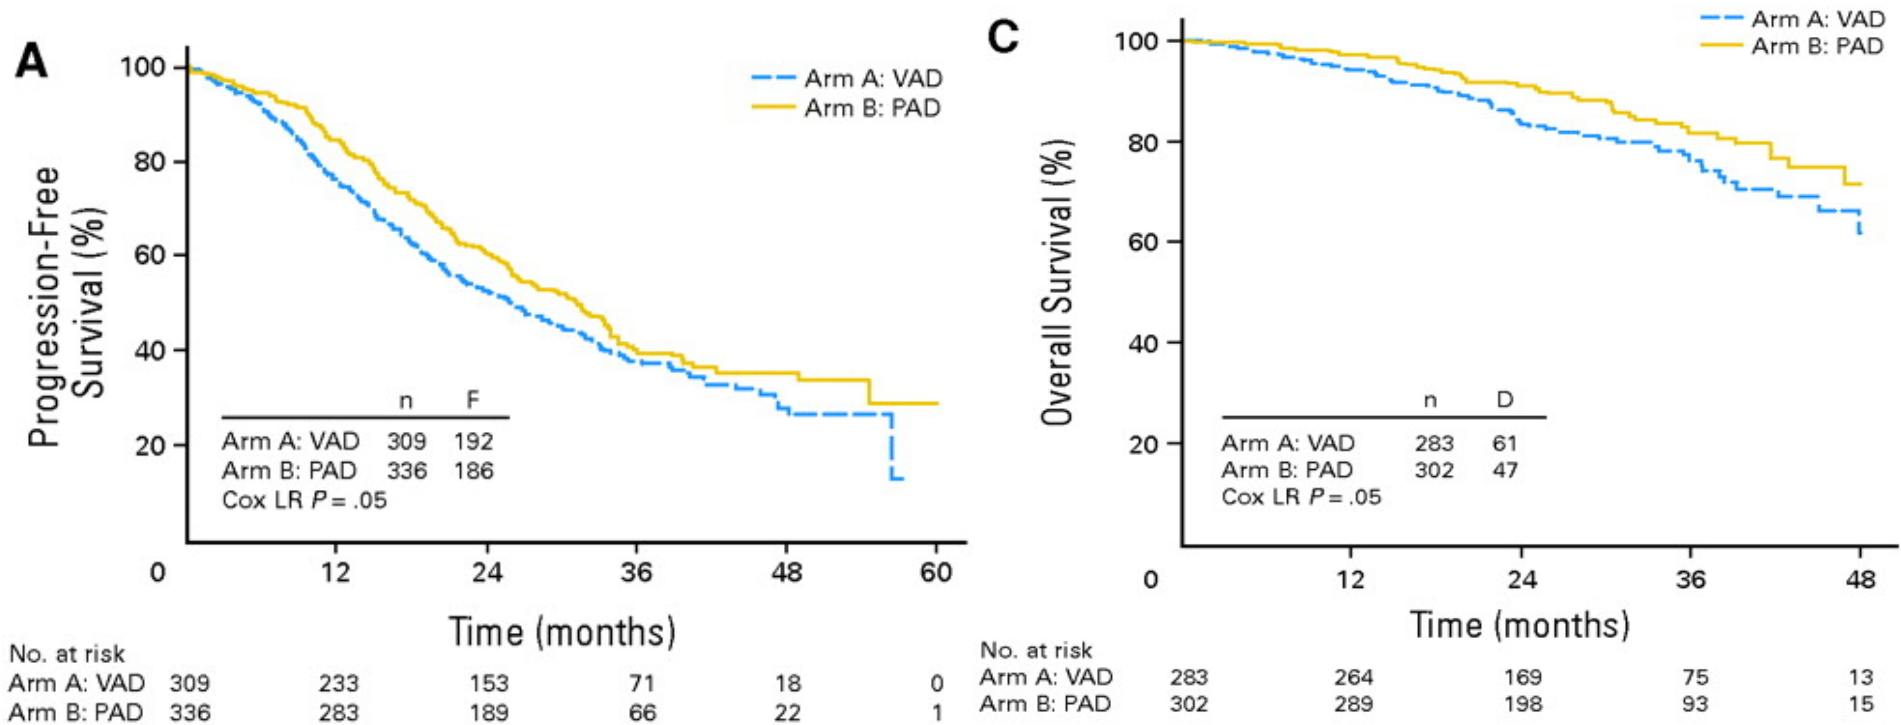 A
Arm A: VAD
Arm B: PAD
Progression-Free
Survival (%)
100
80
60
40
20
0
n F
Arm A: VAD 309 192
Arm B: PAD 336 186
Cox LR P = .05
12 24 36 48 60
Time (months)
No. at risk
Arm A: VAD 309 233 153 71 18 0
Arm B: PAD 336 283 189 66 22 1
C
Arm A: VAD
Arm B: PAD
Overall Survival (%)
100
80
60
40
20
0
n D
Arm A: VAD 283 61
Arm B: PAD 302 47
Cox LR P = .05
12 24 36 48
Time (months)
No. at risk
Arm A: VAD 283 264 169 75 13
Arm B: PAD 302 289 198 93 15